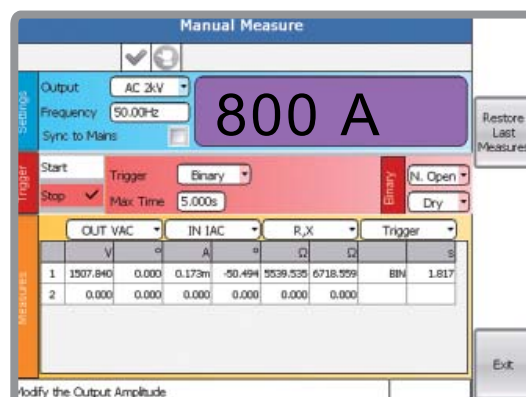 Manual Measure
Settings
Output AC 2kV
Frequency 50.00Hz
Sync to Mains
800 A
Restore Last Measures
Trigger
Start
Stop
Trigger Binary
Max Time 5.000s
Binary
N. Open
Dry
Measures
OUT VAC IN IAC R,X Trigger
V ° A ° Ω Ω s
1 1507.840 0.000 0.173m -50.494 5539.535 6718.559 BIN 1.817
2 0.000 0.000 0.000 0.000 0.000 0.000
Exit
Modify the Output Amplitude